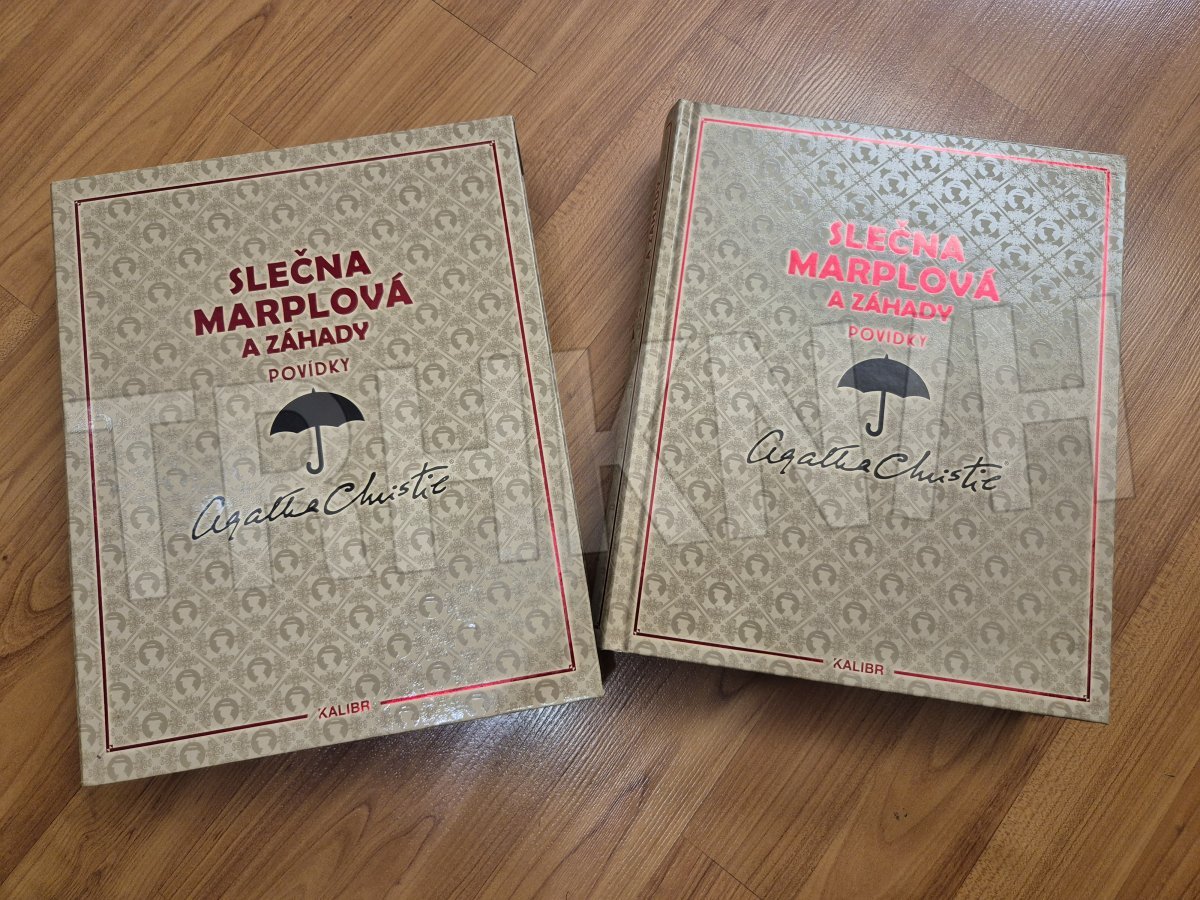 SLEČNA
MARPLOVÁ
A ZÁHADY
POVÍDKY
Agatha Christie
KALIBR
SLEČNA
MARPLOVÁ
A ZÁHADY
POVÍDKY
Agatha Christie
KALIBR